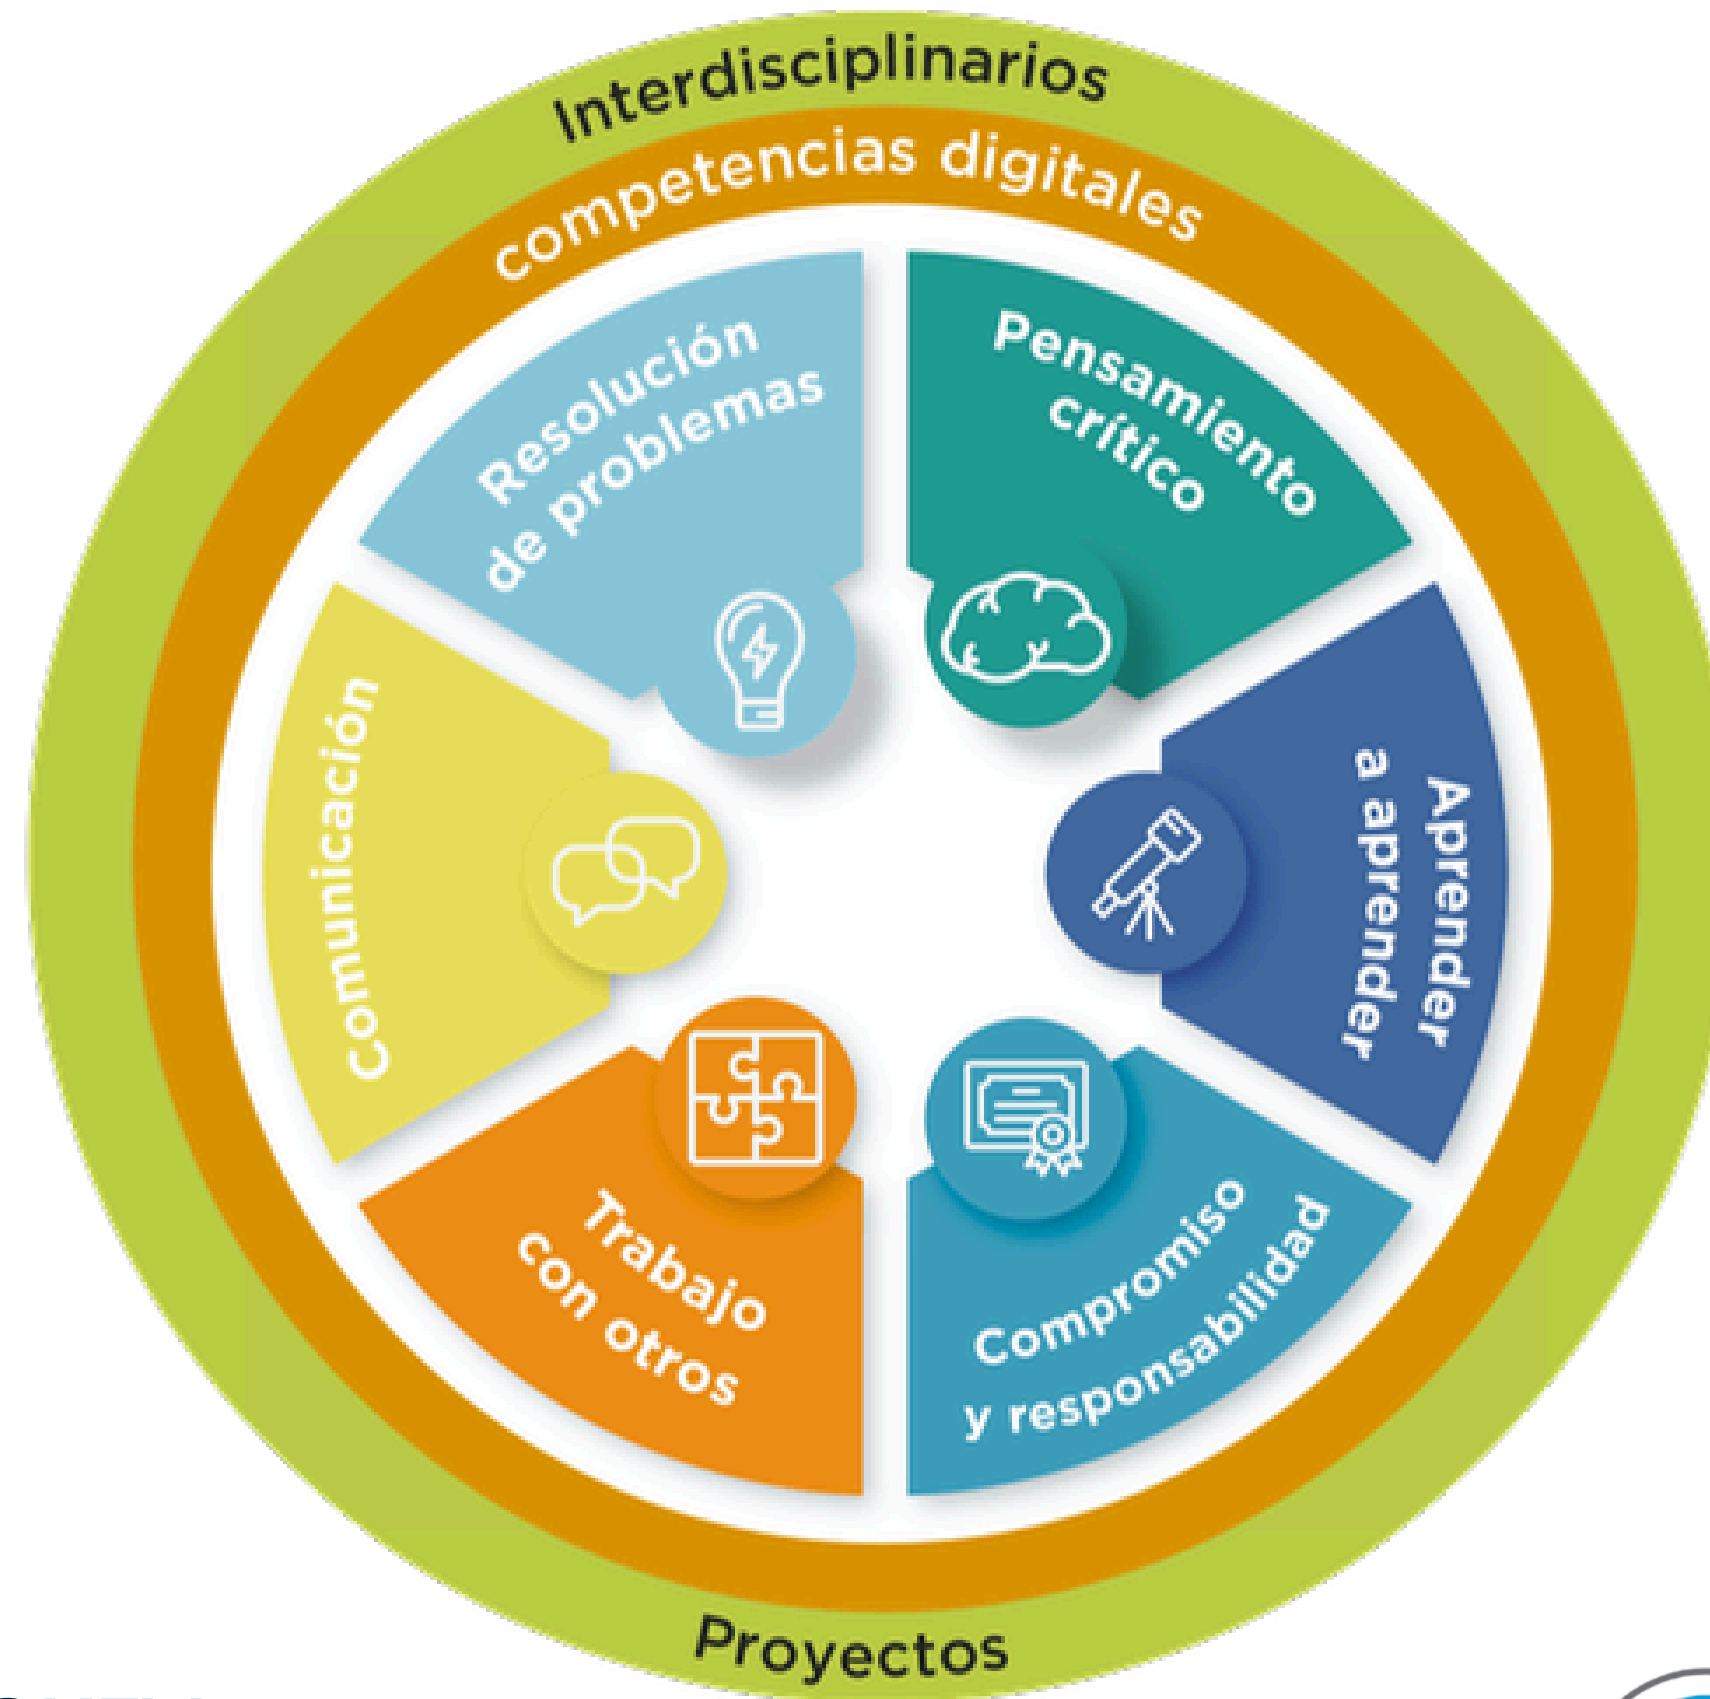 Interdisciplinarios
competencias digitales
Resolución
de problemas
Pensamiento
crítico
Aprender
a aprender
Compromiso
y responsabilidad
Trabajo
con otros
Comunicación
Proyectos